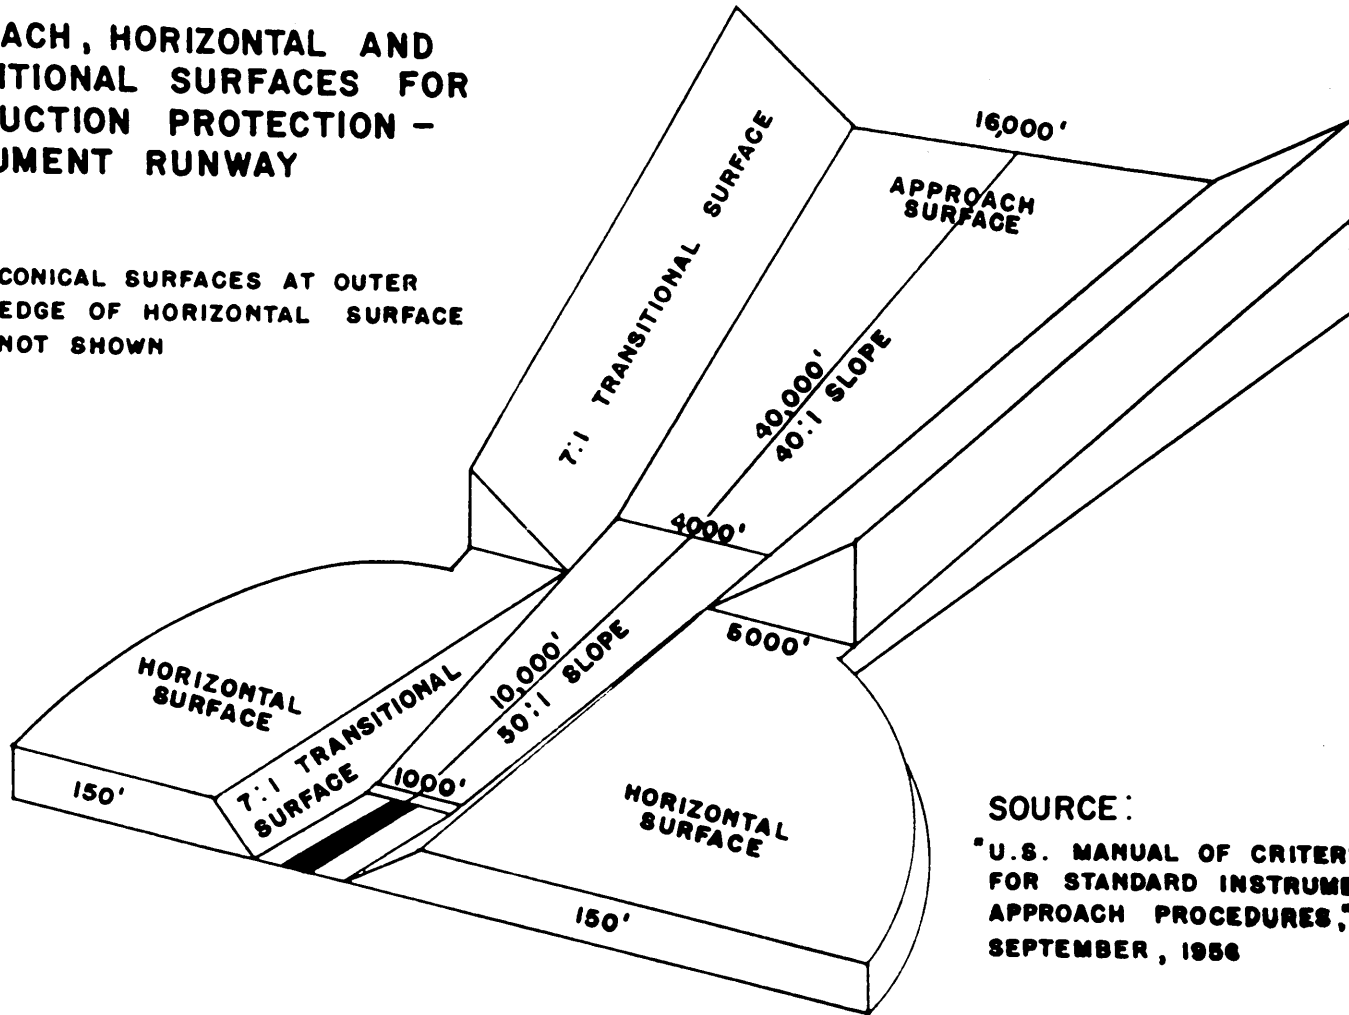 ACH, HORIZONTAL AND
ITIONAL SURFACES FOR
UCTION PROTECTION –
UMENT RUNWAY
CONICAL SURFACES AT OUTER
EDGE OF HORIZONTAL SURFACE
NOT SHOWN
16,000'
APPROACH
SURFACE
7:1 TRANSITIONAL SURFACE
40,000'
40:1 SLOPE
4000'
5000'
10,000'
50:1 SLOPE
HORIZONTAL
SURFACE
7:1 TRANSITIONAL
SURFACE
1000'
150'
HORIZONTAL
SURFACE
150'
SOURCE:
"U.S. MANUAL OF CRITER
FOR STANDARD INSTRUME
APPROACH PROCEDURES,"
SEPTEMBER, 1956